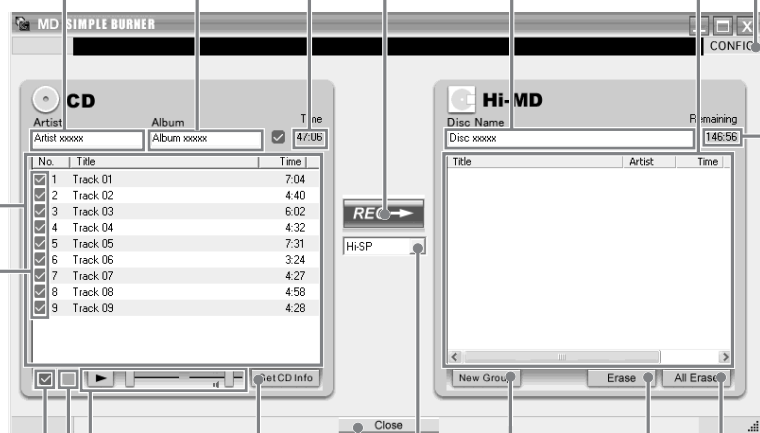 MD SIMPLE BURNER
CONFIG
CD
Hi-MD
Artist Album Time
Disc Name Remaining
Artist xxxxx Album xxxxx 47:06
Disc xxxxx 146:56
No. Title Time
Title Artist Time
1 Track 01 7:04
2 Track 02 4:40
3 Track 03 6:02
4 Track 04 4:32
5 Track 05 7:31
6 Track 06 3:24
7 Track 07 4:27
8 Track 08 4:58
9 Track 09 4:28
REC
Hi-SP
Get CD Info
New Group Erase All Erase
Close